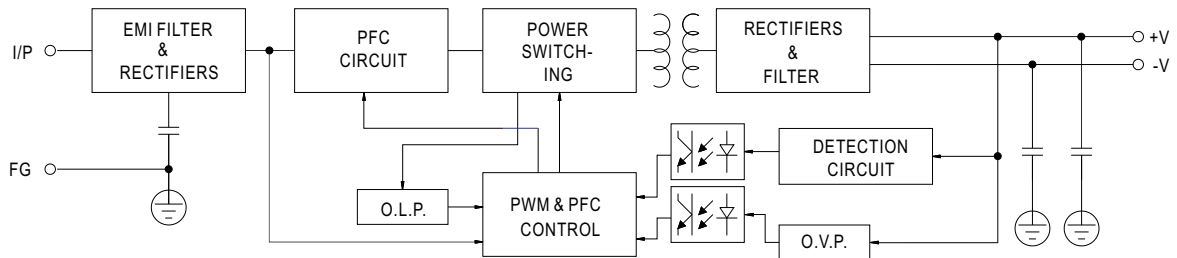 I/P
EMI FILTER
&
RECTIFIERS
PFC
CIRCUIT
POWER
SWITCH-
ING
RECTIFIERS
&
FILTER
+V
-V
FG
O.L.P.
PWM & PFC
CONTROL
DETECTION
CIRCUIT
O.V.P.